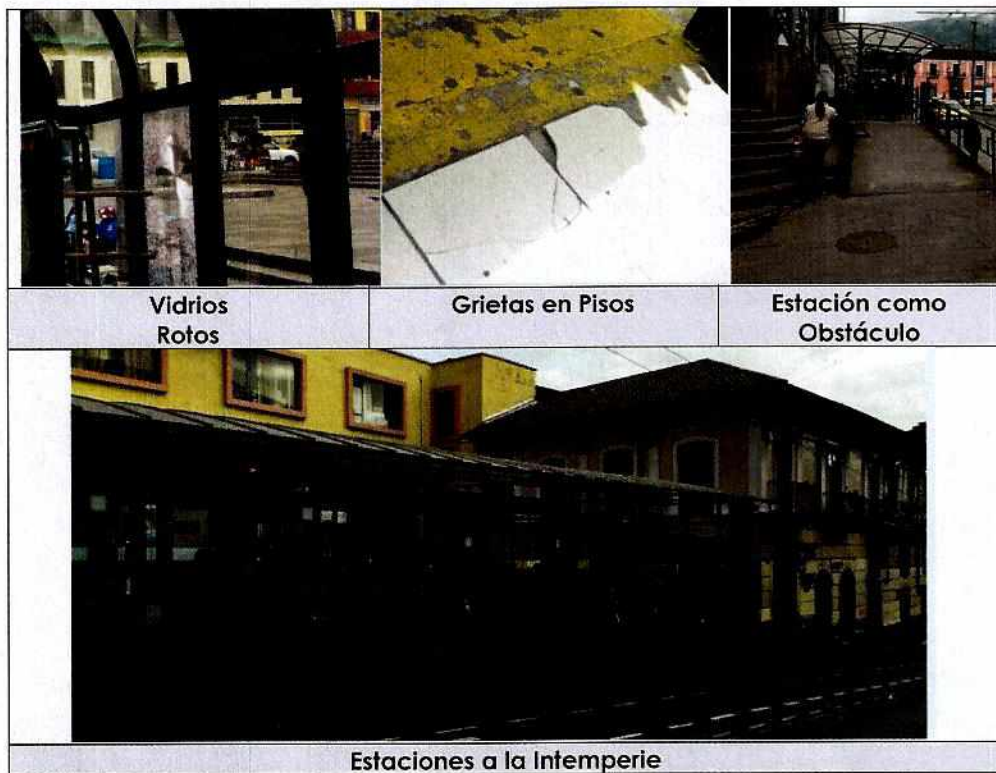 Vidrios
Rotos
Grietas en Pisos
Estación como
Obstáculo
Estaciones a la Intemperie